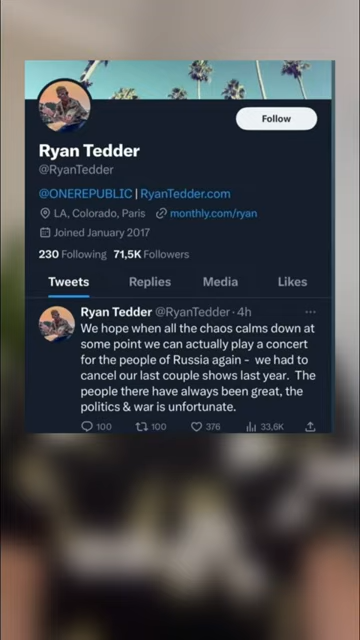 Follow
Ryan Tedder
@RyanTedder
@ONEREPUBLIC | RyanTedder.com
LA, Colorado, Paris monthly.com/ryan
Joined January 2017
230 Following 71,5K Followers
Tweets Replies Media Likes
Ryan Tedder @RyanTedder · 4h
We hope when all the chaos calms down at
some point we can actually play a concert
for the people of Russia again - we had to
cancel our last couple shows last year. The
people there have always been great, the
politics & war is unfortunate.
100 100 376 33,6K